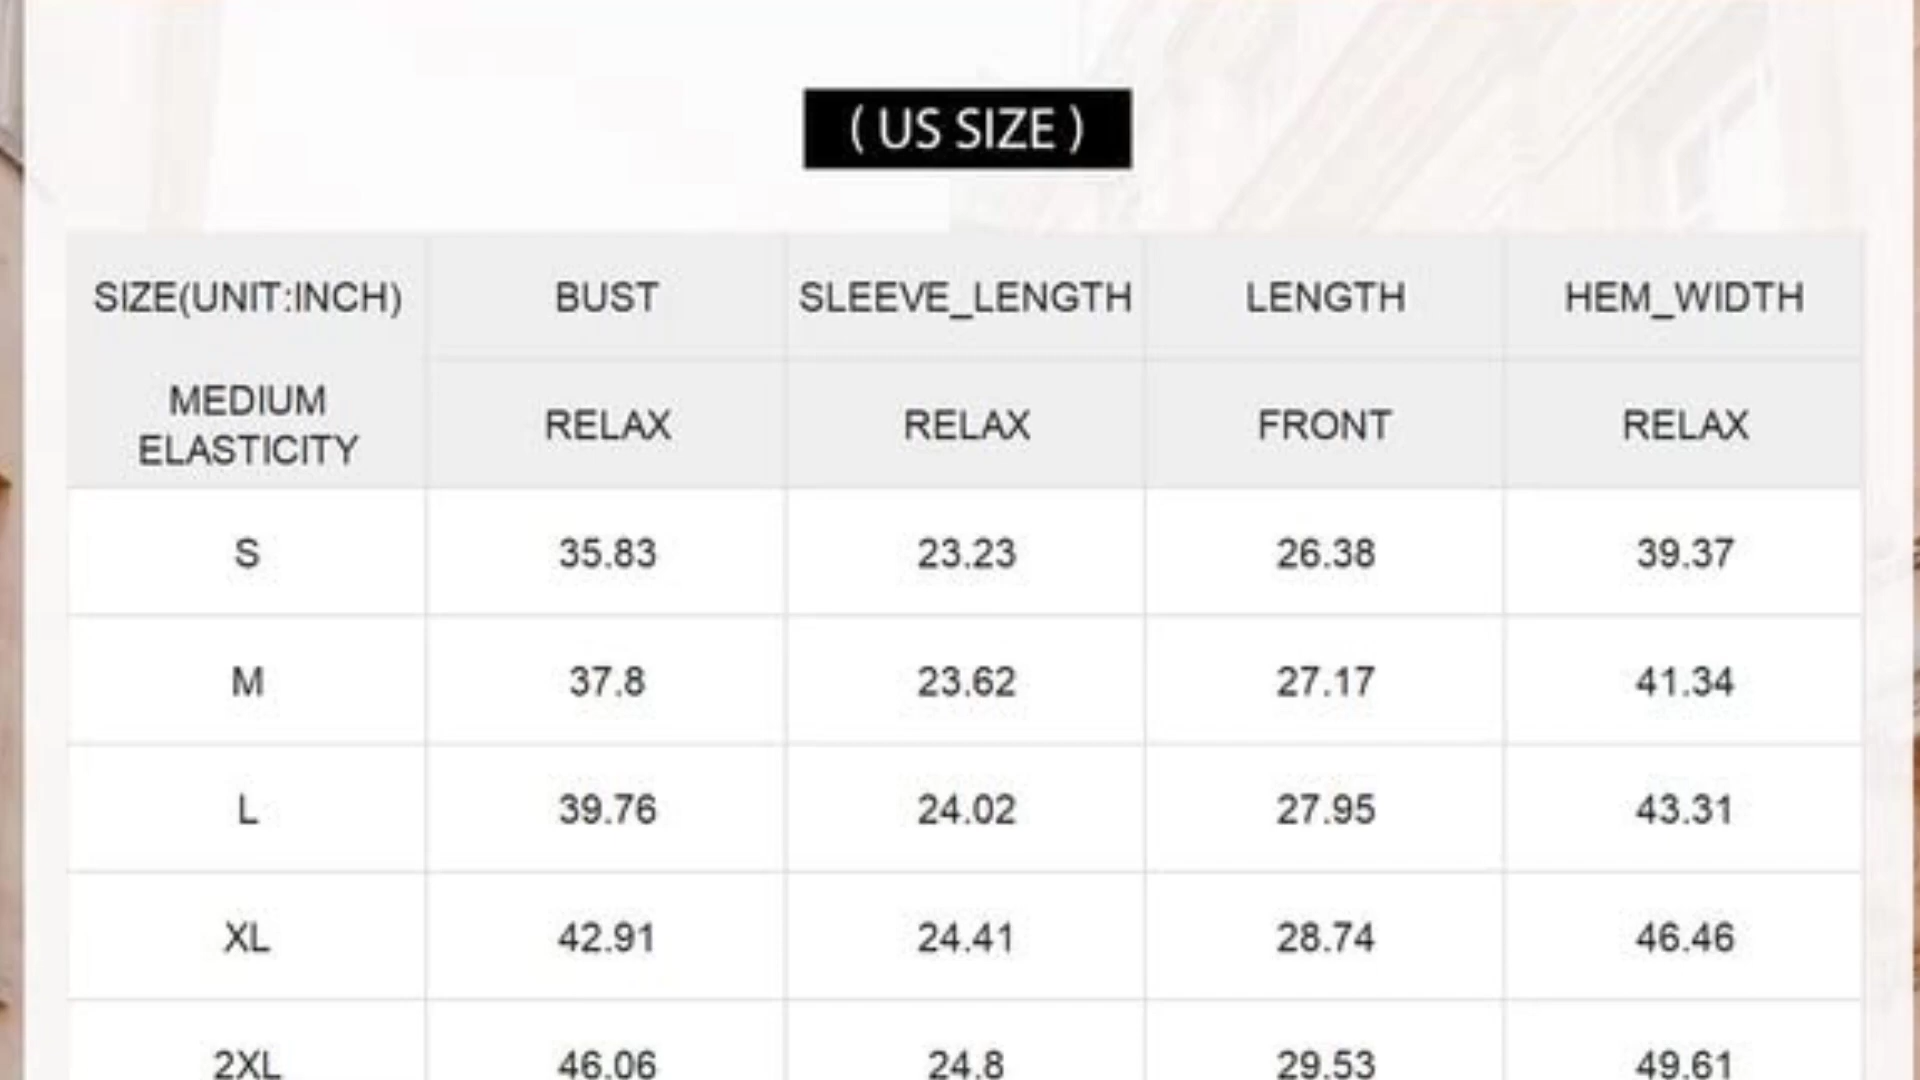 ( US SIZE )
SIZE(UNIT:INCH) BUST SLEEVE_LENGTH LENGTH HEM_WIDTH
MEDIUM
ELASTICITY RELAX RELAX FRONT RELAX
S 35.83 23.23 26.38 39.37
M 37.8 23.62 27.17 41.34
L 39.76 24.02 27.95 43.31
XL 42.91 24.41 28.74 46.46
2XL 46.06 24.8 29.53 49.61